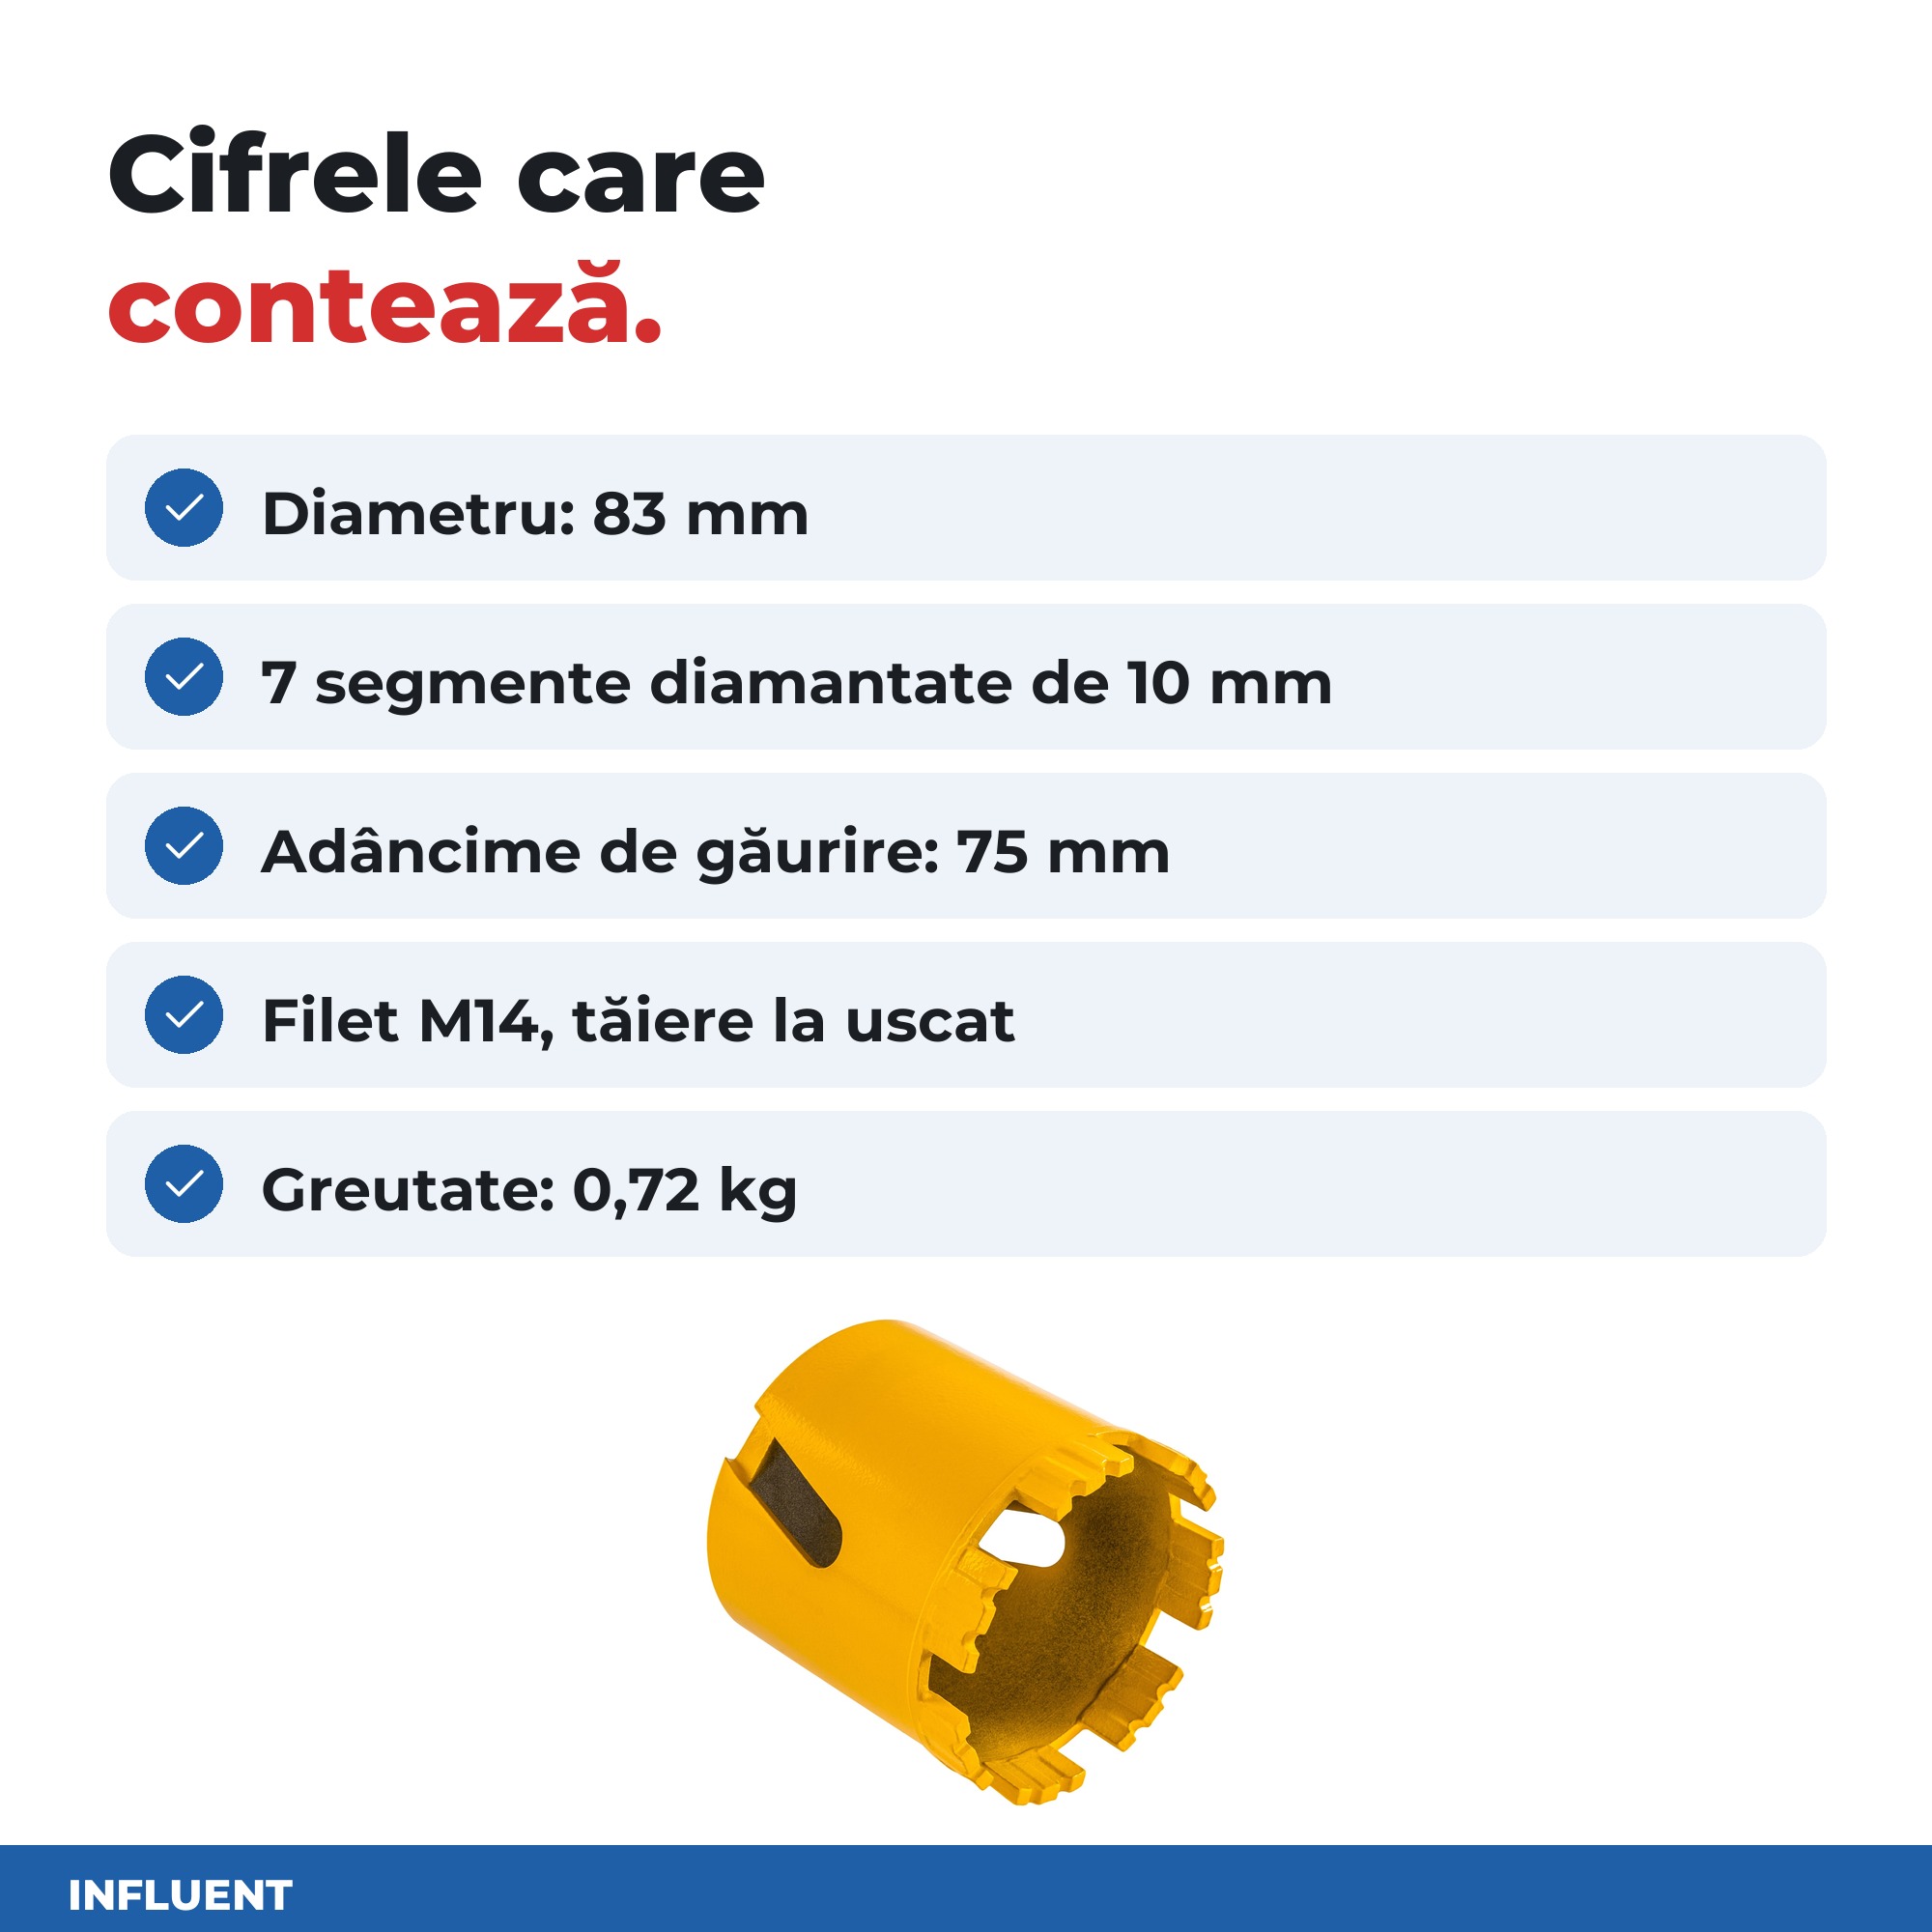 Cifrele care
contează.
Diametru: 83 mm
7 segmente diamantate de 10 mm
Adâncime de găurire: 75 mm
Filet M14, tăiere la uscat
Greutate: 0,72 kg
INFLUENT